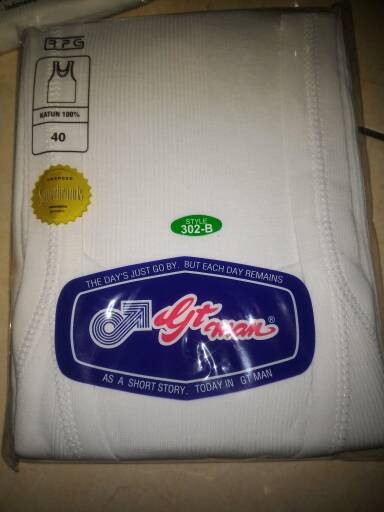 KATUN 100%
40
Superbrands
STYLE
302-B
THE DAY'S JUST GO BY. BUT EACH DAY REMAINS
Gt man ®
AS A SHORT STORY. TODAY IN GT MAN